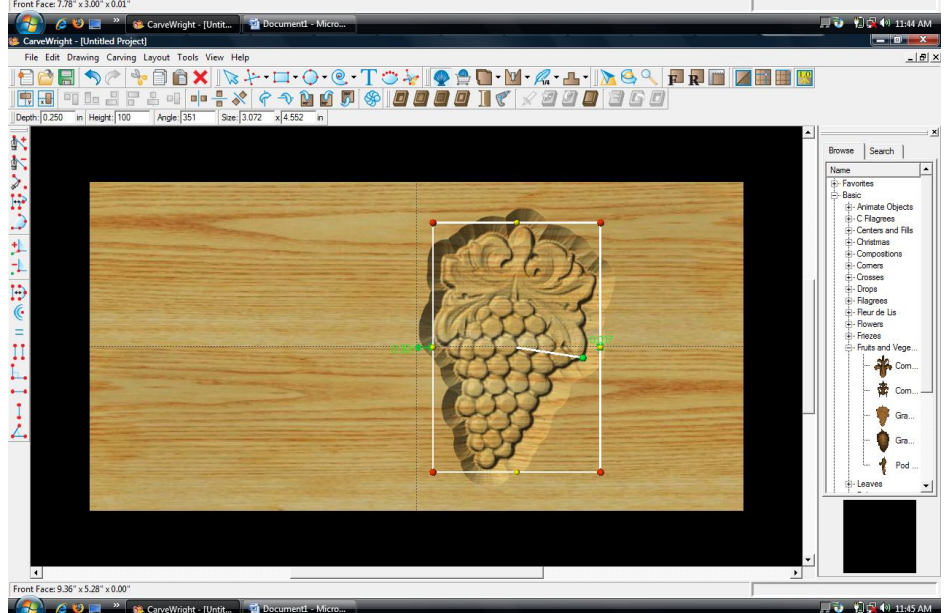 Front Face: 7.78" x 3.00" x 0.01"
» CarveWright - [Untit... Document1 - Micro... 11:44 AM
CarveWright - [Untitled Project]
File Edit Drawing Carving Layout Tools View Help
Depth: 0.250 in Height: 100 Angle: 351 Size: 3.072 x 4.552 in
Browse Search
Name
Favorites
Basic
Animate Objects
C Filagrees
Centers and Fills
Christmas
Compositions
Corners
Crosses
Drops
Filagrees
Fleur de Lis
Flowers
Friezes
Fruits and Vege...
Com...
Com...
Gra...
Gra...
Pod ...
Leaves
Front Face: 9.36" x 5.28" x 0.00"
» CarveWright - [Untit... Document1 - Micro... 11:45 AM